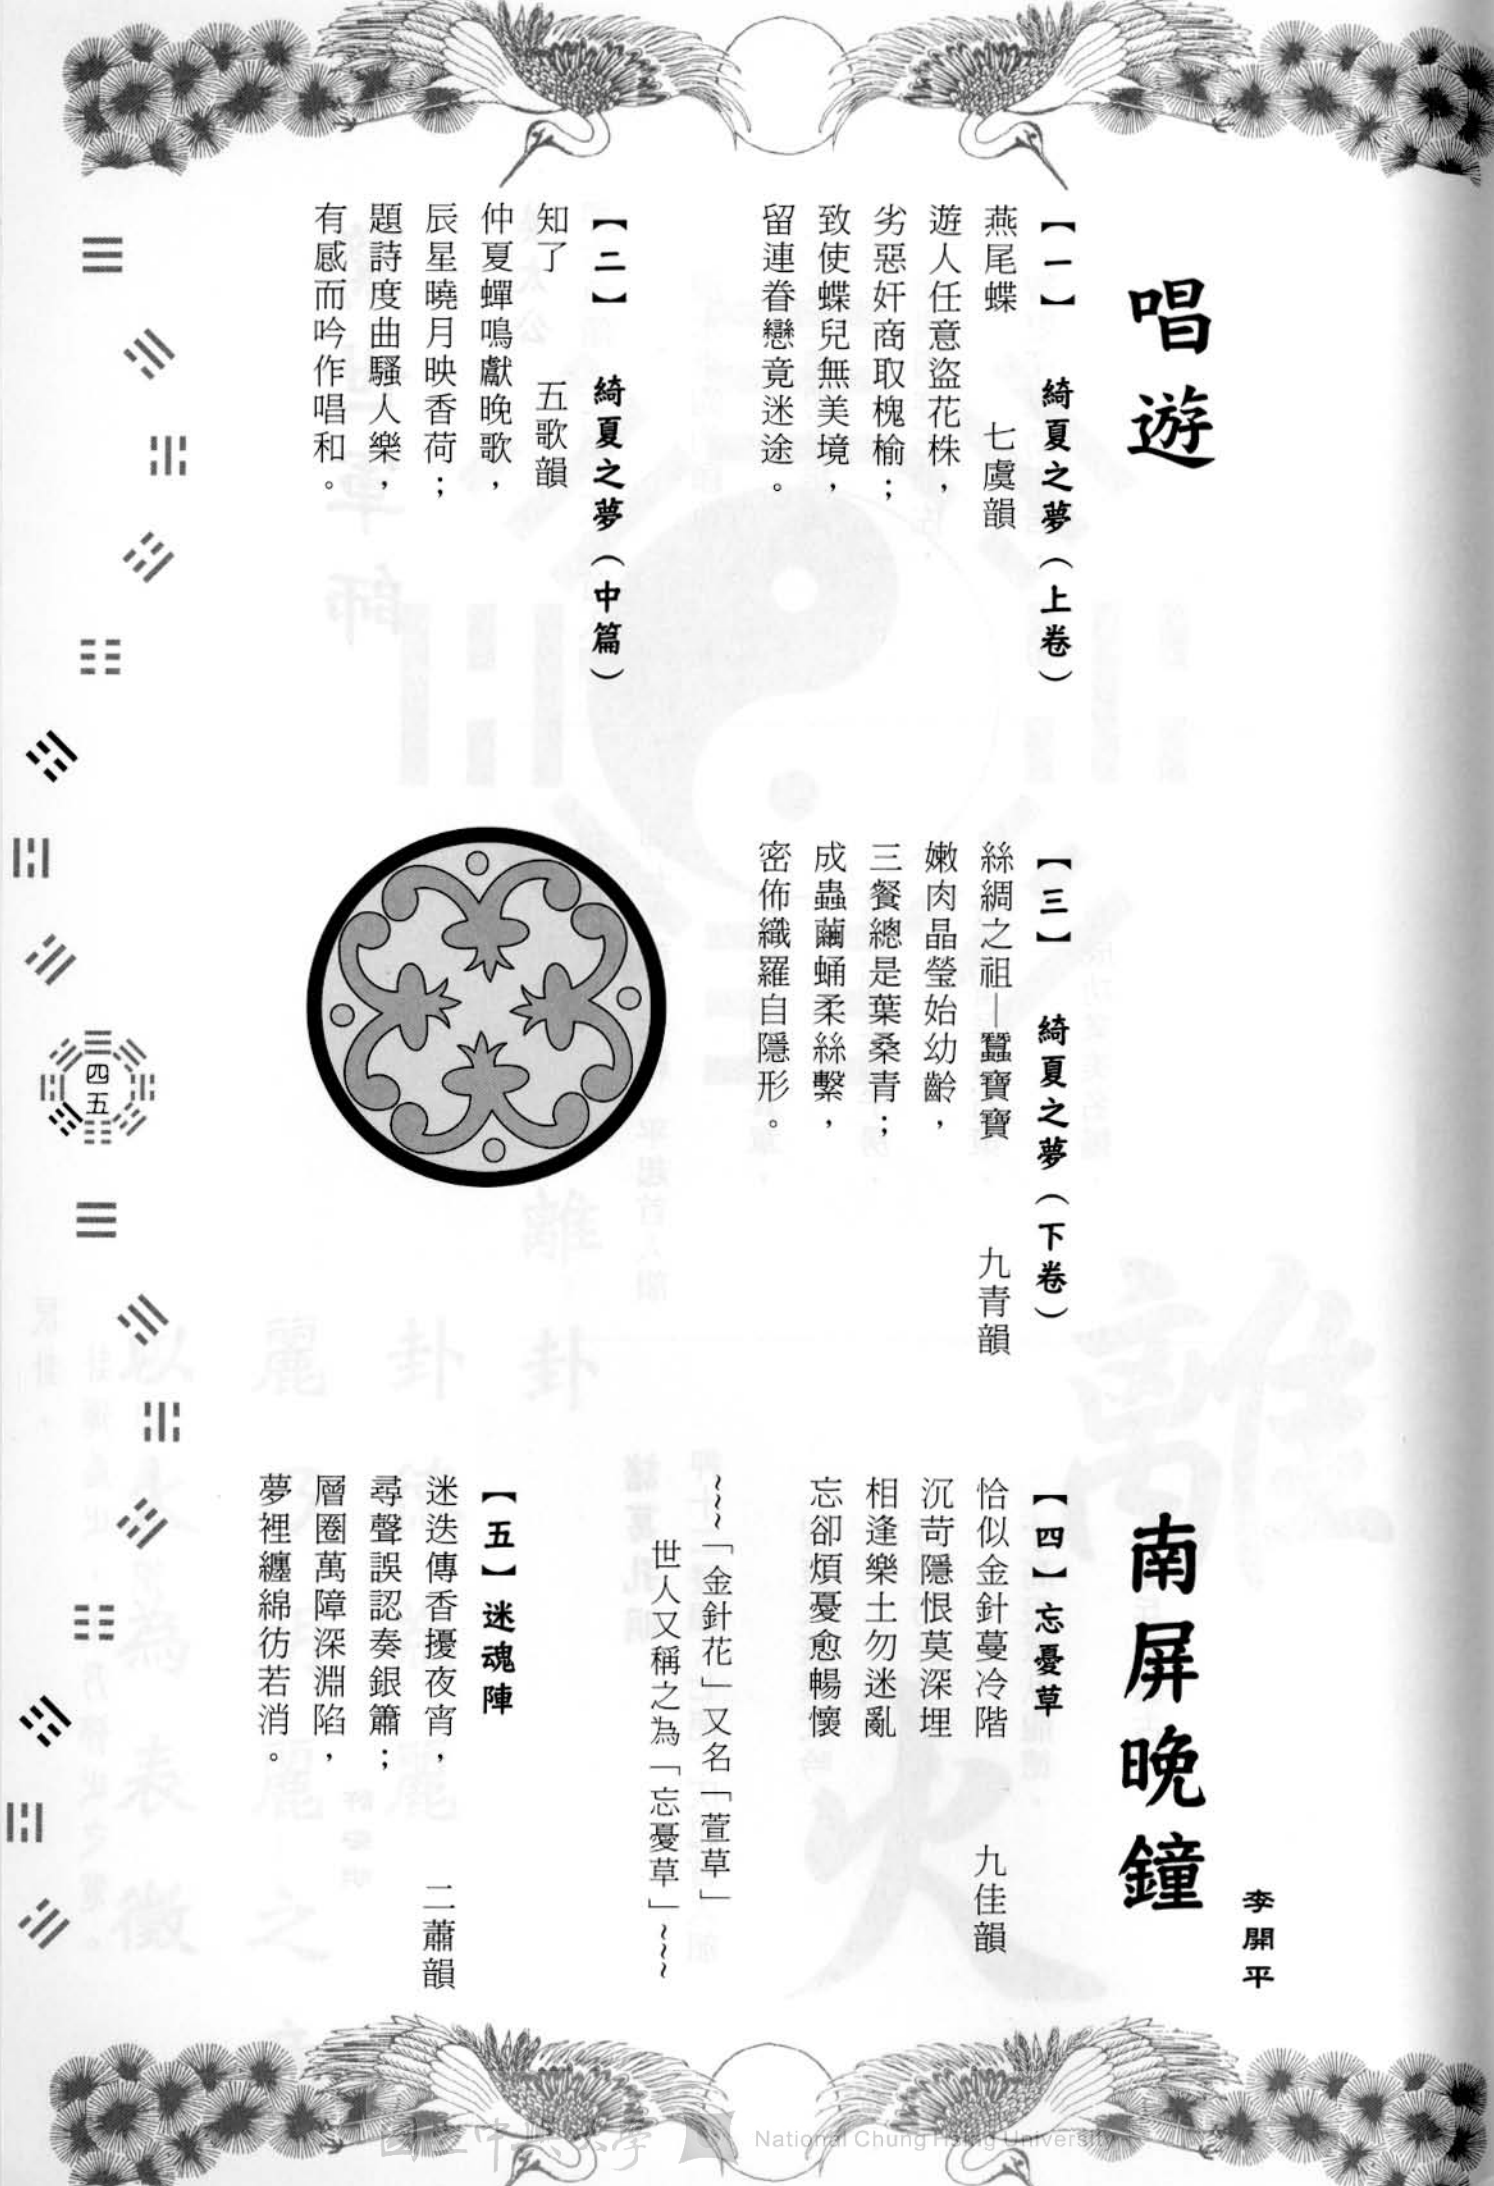 唱遊
南屏晚鐘
李開平
【一】 綺夏之夢（上卷）
燕尾蝶 七虞韻
遊人任意盜花株，
劣惡奸商取槐榆；
致使蝶兒無美境，
留連眷戀竟迷途。
【二】 綺夏之夢（中篇）
知了 五歌韻
仲夏蟬鳴獻晚歌，
辰星曉月映香荷；
題詩度曲騷人樂，
有感而吟作唱和。
【三】 綺夏之夢（下卷）
絲綢之祖—蠶寶寶 九青韻
嫩肉晶瑩始幼齡，
三餐總是葉桑青；
成蟲繭蛹柔絲繫，
密佈織羅自隱形。
【四】忘憂草
恰似金針蔓冷階 九佳韻
沉苛隱恨莫深埋
相逢樂土勿迷亂
忘卻煩憂愈暢懷
~~~「金針花」又名「萱草」
世人又稱之為「忘憂草」~~~
【五】迷魂陣
迷迭傳香擾夜宵， 二蕭韻
尋聲誤認奏銀簫；
層圈萬障深淵陷，
夢裡纏綿彷若消。
四五
國立中興大學 National Chung Hsing University